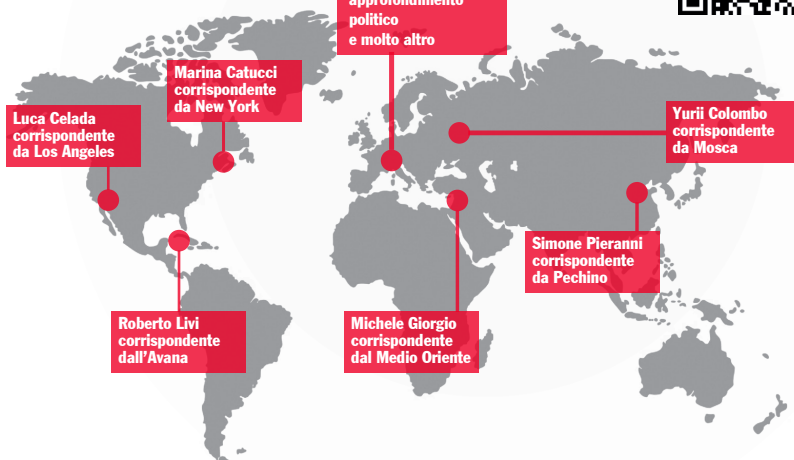 approfondimento
politico
e molto altro
Marina Catucci
corrispondente
da New York
Luca Celada
corrispondente
da Los Angeles
Yurii Colombo
corrispondente
da Mosca
Simone Pieranni
corrispondente
da Pechino
Roberto Livi
corrispondente
dall'Avana
Michele Giorgio
corrispondente
dal Medio Oriente